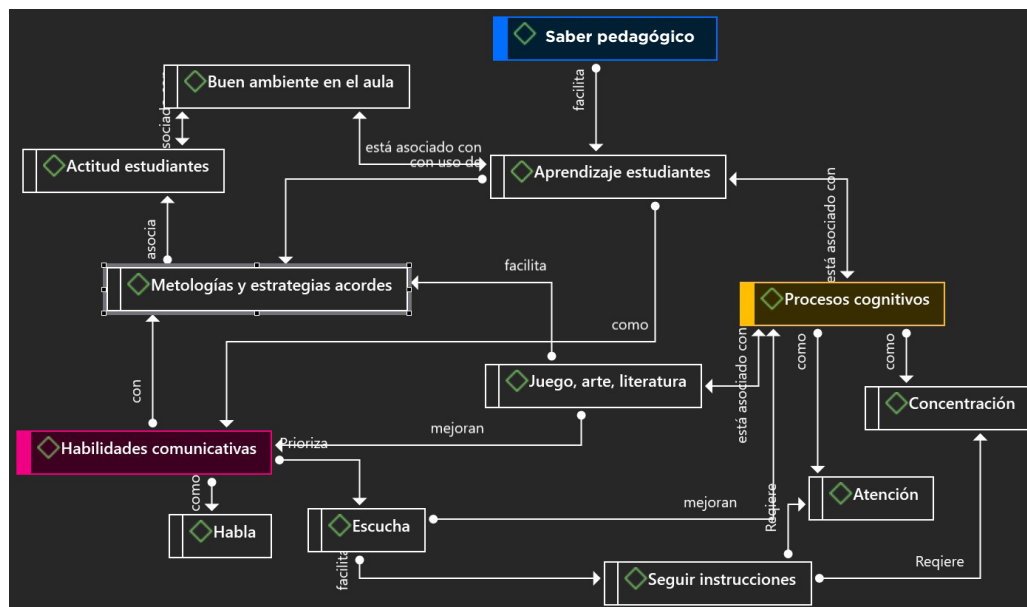 Saber pedagógico
Buen ambiente en el aula
facilita
sociad
está asociado con
con uso de
Actitud estudiantes
Aprendizaje estudiantes
está asociado con
asocia
facilita
Metologías y estrategias acordes
Procesos cognitivos
como
está asociado con
como
como
Juego, arte, literatura
con
Concentración
mejoran
Prioriza
Habilidades comunicativas
como
Atención
mejoran
Reqiere
Habla
Escucha
facilita
Reqiere
Seguir instrucciones